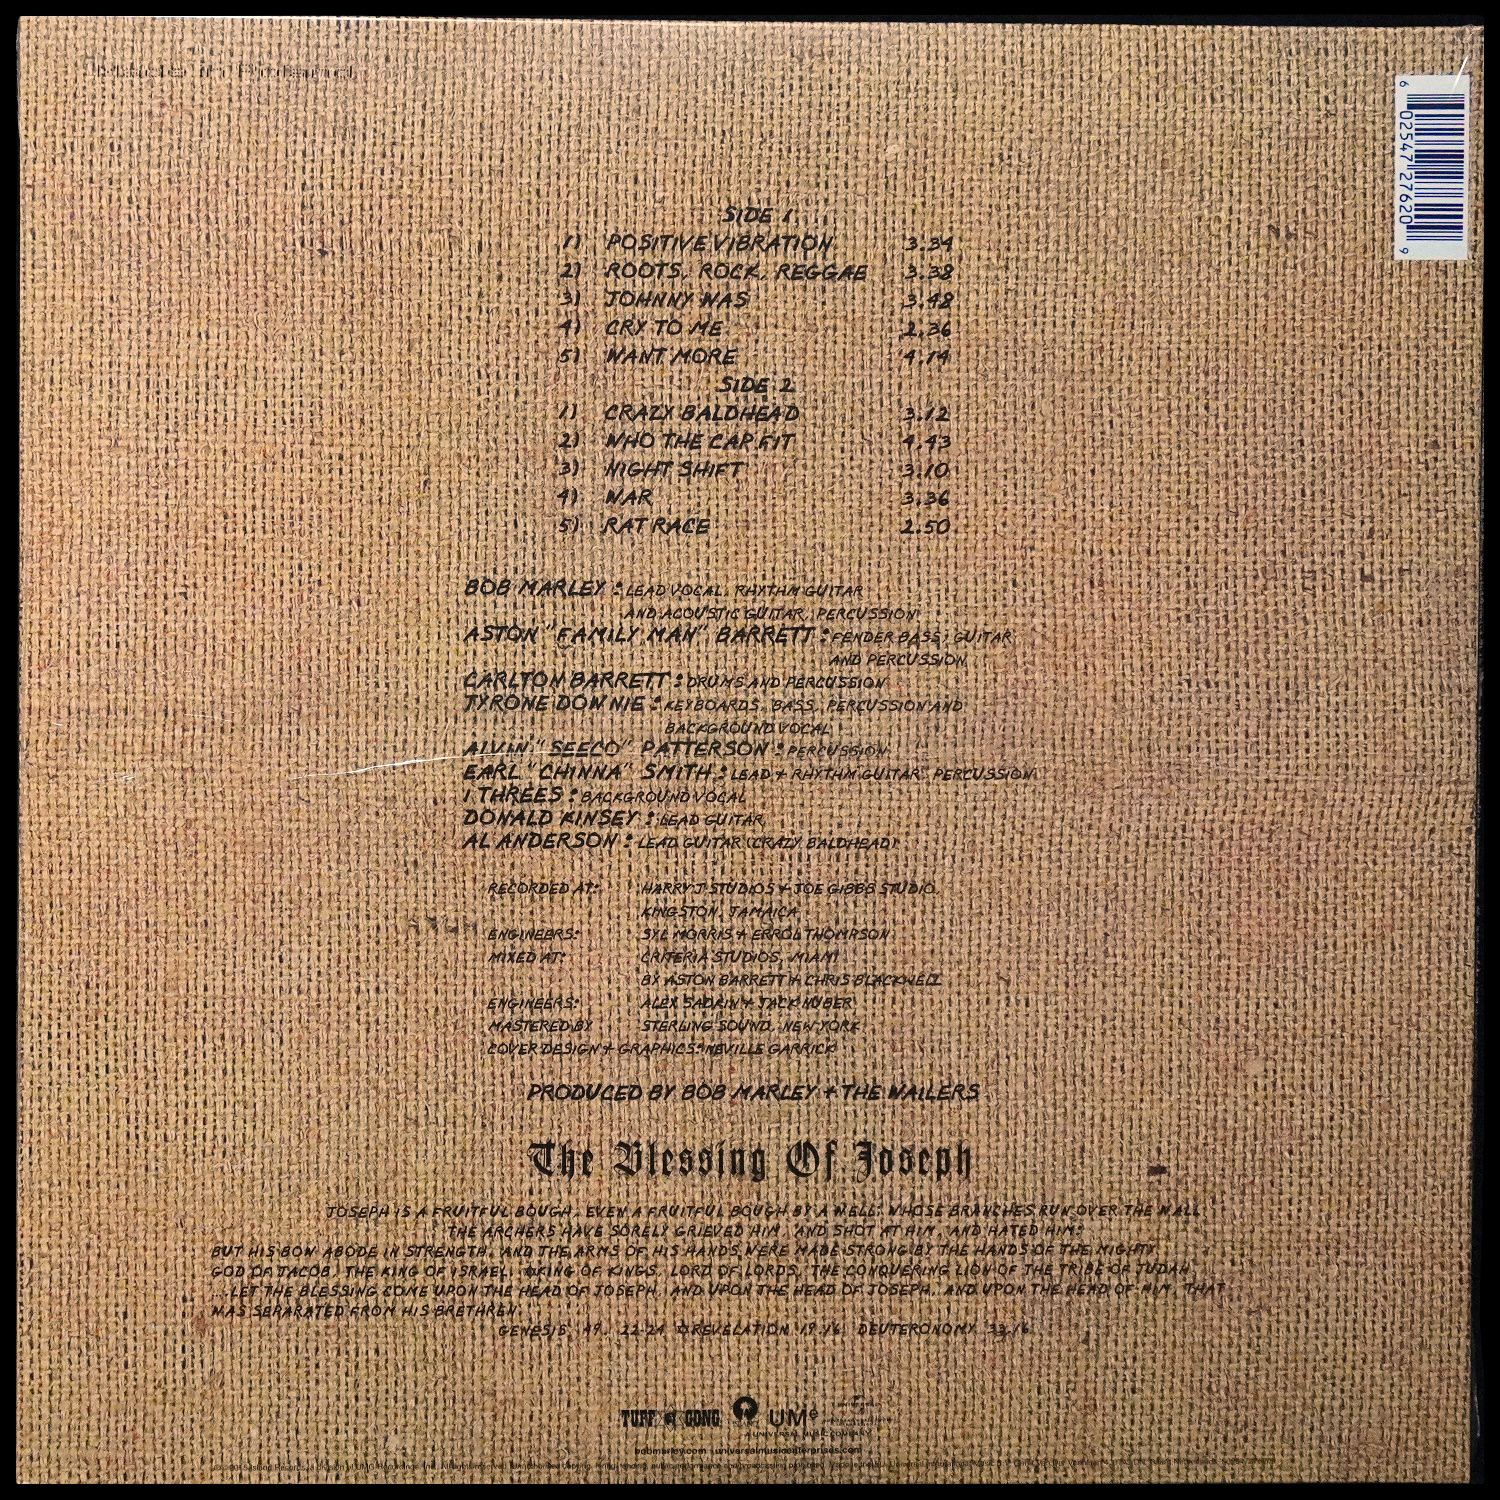 6 02547 27620 9
SIDE 1
1) POSITIVE VIBRATION 3.34
2) ROOTS, ROCK, REGGAE 3.38
3) JOHNNY WAS 3.48
4) CRY TO ME 2.36
5) WANT MORE 4.14
SIDE 2
1) CRAZY BALDHEAD 3.12
2) WHO THE CAP FIT 4.43
3) NIGHT SHIFT 3.10
4) WAR 3.36
5) RAT RACE 2.50
BOB MARLEY : LEAD VOCAL, RHYTHM GUITAR
AND ACOUSTIC GUITAR, PERCUSSION
ASTON "FAMILY MAN" BARRETT : FENDER BASS, GUITAR
AND PERCUSSION
CARLTON BARRETT : DRUMS AND PERCUSSION
TYRONE DOWNIE : KEYBOARDS, BASS, PERCUSSION AND
BACKGROUND VOCAL
ALVIN "SEECO" PATTERSON : PERCUSSION
EARL "CHINNA" SMITH : LEAD + RHYTHM GUITAR PERCUSSION
I THREES : BACKGROUND VOCAL
DONALD KINSEY : LEAD GUITAR
AL ANDERSON : LEAD GUITAR (CRAZY BALDHEAD)
RECORDED AT: HARRY J STUDIOS + JOE GIBBS STUDIO
KINGSTON, JAMAICA
ENGINEERS: SYL MORRIS + ERROL THOMPSON
MIXED AT: CRITERIA STUDIOS, MIAMI
BY ASTON BARRETT + CHRIS BLACKWELL
ENGINEERS: ALEX SADKIN + JACK NUBER
MASTERED BY STERLING SOUND, NEW YORK
COVER DESIGN + GRAPHICS: NEVILLE GARRICK
PRODUCED BY BOB MARLEY + THE WAILERS
The Blessing Of Joseph
JOSEPH IS A FRUITFUL BOUGH, EVEN A FRUITFUL BOUGH BY A WELL: WHOSE BRANCHES RUN OVER THE WALL
THE ARCHERS HAVE SORELY GRIEVED HIM, AND SHOT AT HIM, AND HATED HIM:
BUT HIS BOW ABODE IN STRENGTH, AND THE ARMS OF HIS HANDS WERE MADE STRONG BY THE HANDS OF THE MIGHTY
GOD OF JACOB, THE KING OF ISRAEL, ✡KING OF KINGS, LORD OF LORDS, THE CONQUERING LION OF THE TRIBE OF JUDAH
...LET THE BLESSING COME UPON THE HEAD OF JOSEPH, AND UPON THE HEAD OF JOSEPH, AND UPON THE HEAD OF HIM, THAT
WAS SEPARATED FROM HIS BRETHREN.
GENESIS 49. 22-24 ✡REVELATION 19.16 DEUTERONOMY 33.16
TUFF GONG UMe
A UNIVERSAL MUSIC COMPANY
bobmarley.com · universalmusicenterprises.com